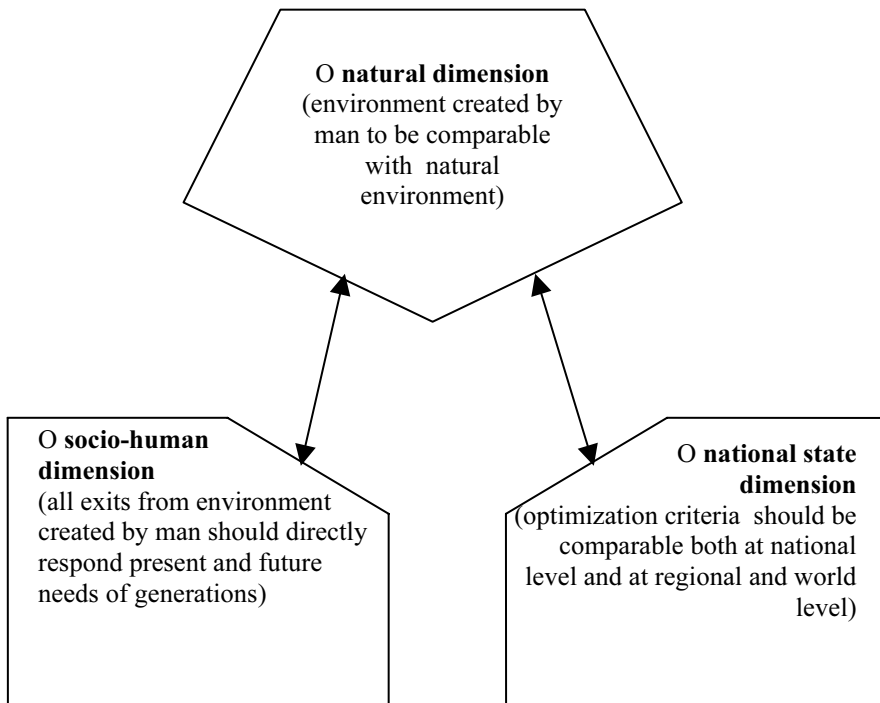 O natural dimension
(environment created by
man to be comparable
with natural
environment)
O socio-human
dimension
(all exits from environment
created by man should directly
respond present and future
needs of generations)
O national state
dimension
(optimization criteria should be
comparable both at national
level and at regional and world
level)